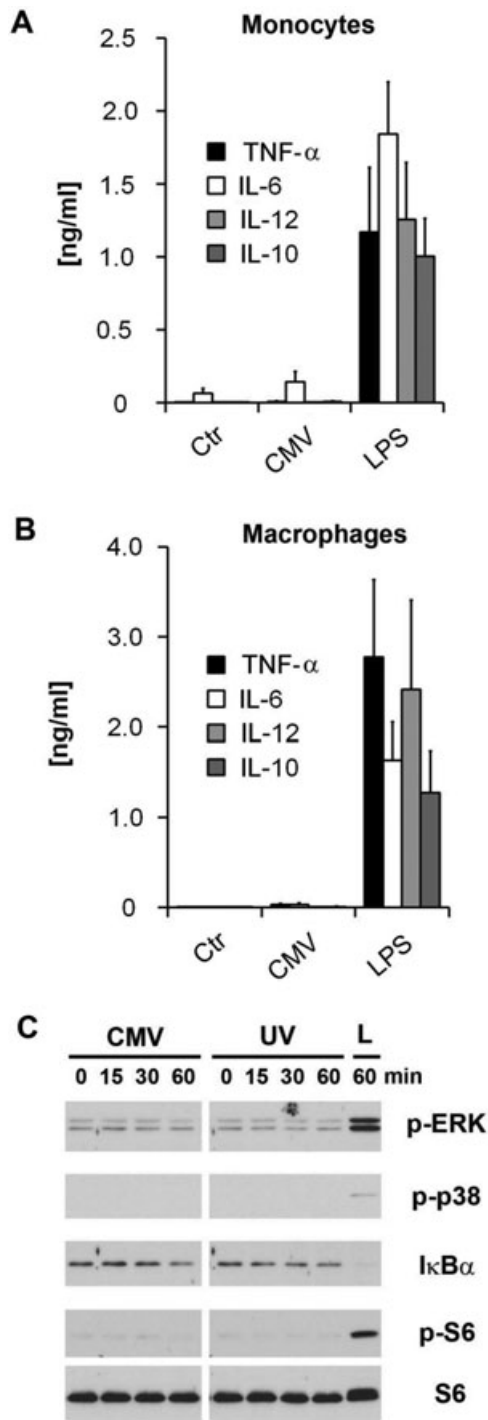 A
Monocytes
2.5
2.0
1.5
1.0
0.5
0
[ng/ml]
TNF-α
IL-6
IL-12
IL-10
Ctr
CMV
LPS
B
Macrophages
4.0
3.0
2.0
1.0
0
[ng/ml]
TNF-α
IL-6
IL-12
IL-10
Ctr
CMV
LPS
C
CMV UV L
0 15 30 60 0 15 30 60 60 min
p-ERK
p-p38
IκBα
p-S6
S6